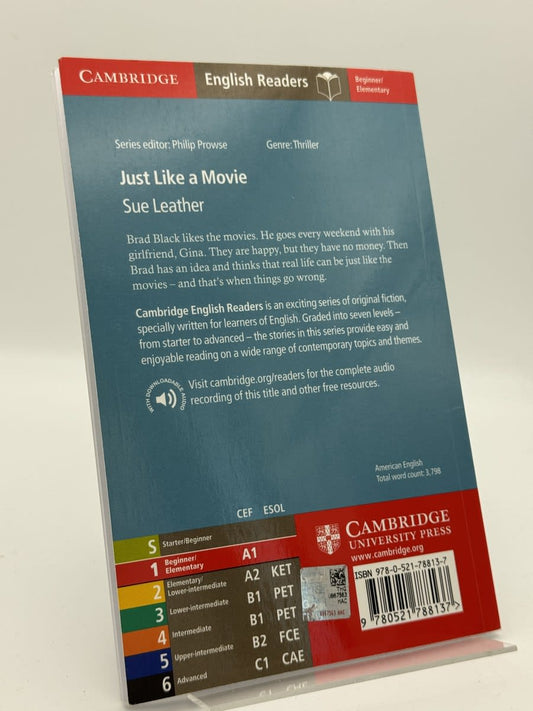 CAMBRIDGE English Readers Beginner/
Elementary
Series editor: Philip Prowse Genre: Thriller
Just Like a Movie
Sue Leather
Brad Black likes the movies. He goes every weekend with his
girlfriend, Gina. They are happy, but they have no money. Then
Brad has an idea and thinks that real life can be just like the
movies – and that's when things go wrong.
Cambridge English Readers is an exciting series of original fiction,
specially written for learners of English. Graded into seven levels –
from starter to advanced – the stories in this series provide easy and
enjoyable reading on a wide range of contemporary topics and themes.
WITH DOWNLOADABLE AUDIO
Visit cambridge.org/readers for the complete audio
recording of this title and other free resources.
American English
Total word count: 3,798
CEF ESOL
S Starter/Beginner
1 Beginner/
Elementary A1
2 Elementary/
Lower-intermediate A2 KET
3 Lower-intermediate B1 PET
4 Intermediate B1 PET
5 Upper-intermediate B2 FCE
6 Advanced C1 CAE
CAMBRIDGE
UNIVERSITY PRESS
www.cambridge.org
ISBN 978-0-521-78813-7
9 780521 788137 >